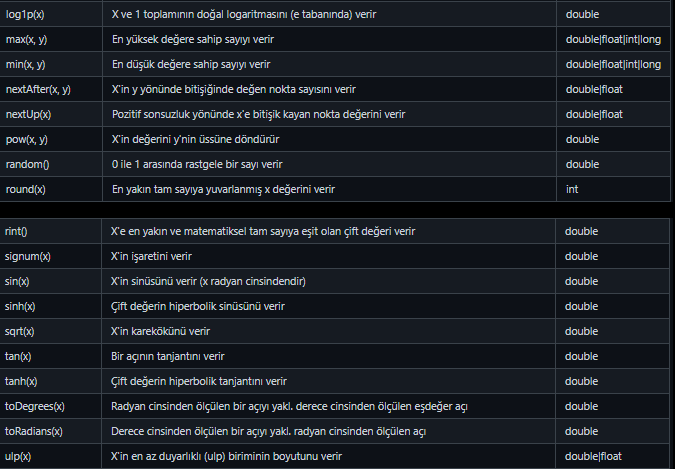 log1p(x) X ve 1 toplamının doğal logaritmasını (e tabanında) verir double
max(x, y) En yüksek değere sahip sayıyı verir double|float|int|long
min(x, y) En düşük değere sahip sayıyı verir double|float|int|long
nextAfter(x, y) X'in y yönünde bitişiğinde değen nokta sayısını verir double|float
nextUp(x) Pozitif sonsuzluk yönünde x'e bitişik kayan nokta değerini verir double|float
pow(x, y) X'in değerini y'nin üssüne döndürür double
random() 0 ile 1 arasında rastgele bir sayı verir double
round(x) En yakın tam sayıya yuvarlanmış x değerini verir int
rint() X'e en yakın ve matematiksel tam sayıya eşit olan çift değeri verir double
signum(x) X'in işaretini verir double
sin(x) X'in sinüsünü verir (x radyan cinsindendir) double
sinh(x) Çift değerin hiperbolik sinüsünü verir double
sqrt(x) X'in karekökünü verir double
tan(x) Bir açının tanjantını verir double
tanh(x) Çift değerin hiperbolik tanjantını verir double
toDegrees(x) Radyan cinsinden ölçülen bir açıyı yakl. derece cinsinden ölçülen eşdeğer açı double
toRadians(x) Derece cinsinden ölçülen bir açıyı yakl. radyan cinsinden ölçülen açı double
ulp(x) X'in en az duyarlıklı (ulp) biriminin boyutunu verir double|float